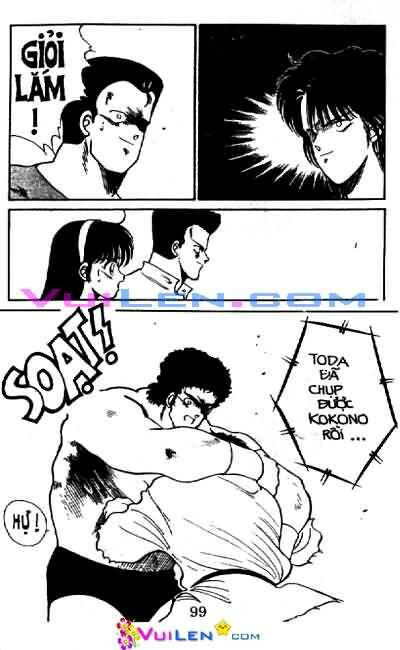 GIỎI
LẮM
!
VUILEN.COM
SOẠT!!
TODA
ĐÃ
CHỤP
ĐƯỢC
KOKONO
RỒI ...
HỰ!
99
VUILEN.COM